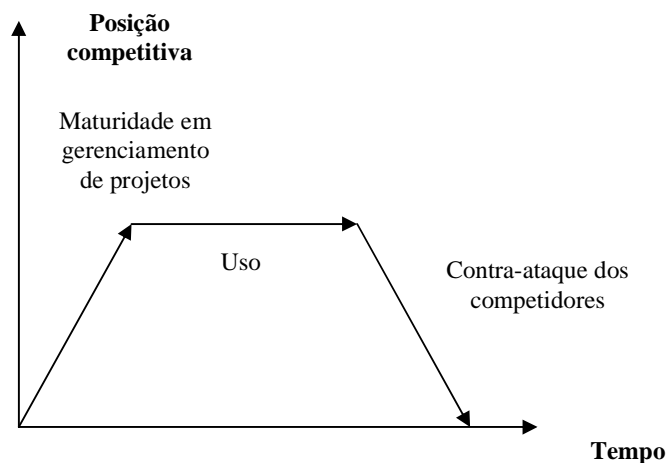 Posição
competitiva
Maturidade em
gerenciamento
de projetos
Uso
Contra-ataque dos
competidores
Tempo